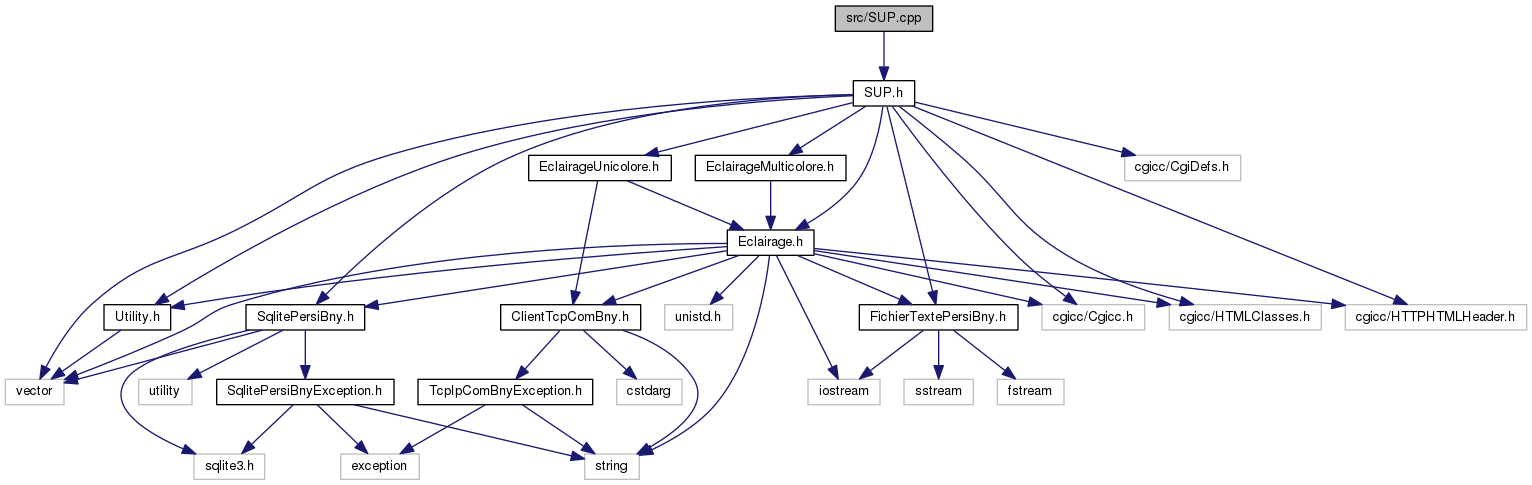 src/SUP.cpp
SUP.h
EclairageUnicolore.h
EclairageMulticolore.h
cgicc/CgiDefs.h
Eclairage.h
Utility.h
SqlitePersiBny.h
ClientTcpComBny.h
unistd.h
FichierTextePersiBny.h
cgicc/Cgicc.h
cgicc/HTMLClasses.h
cgicc/HTTPHTMLHeader.h
vector
utility
SqlitePersiBnyException.h
TcpIpComBnyException.h
cstdarg
iostream
sstream
fstream
sqlite3.h
exception
string